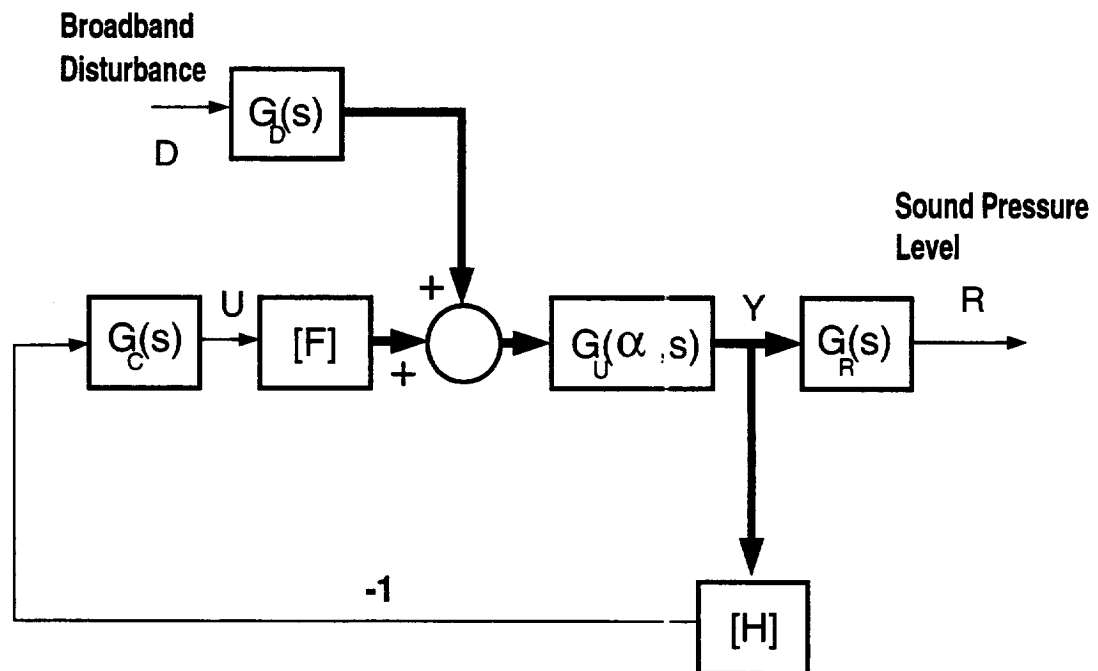 Broadband
Disturbance
G_D(s)
D
Sound Pressure
Level
+
G_C(s)
U
[F]
+
G_U(α,s)
Y
G_R(s)
R
-1
[H]